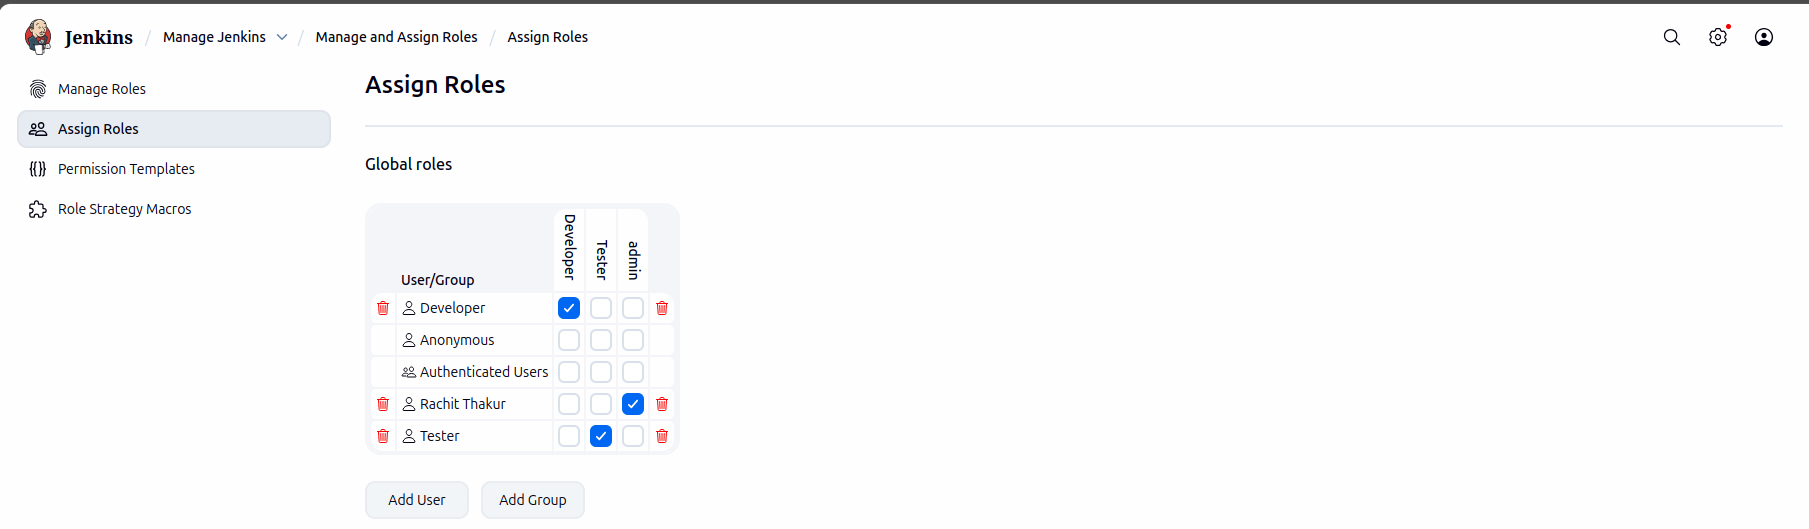 Jenkins / Manage Jenkins / Manage and Assign Roles / Assign Roles
Manage Roles
Assign Roles
Permission Templates
Role Strategy Macros
Assign Roles
Global roles
User/Group Developer Tester admin
Developer
Anonymous
Authenticated Users
Rachit Thakur
Tester
Add User Add Group